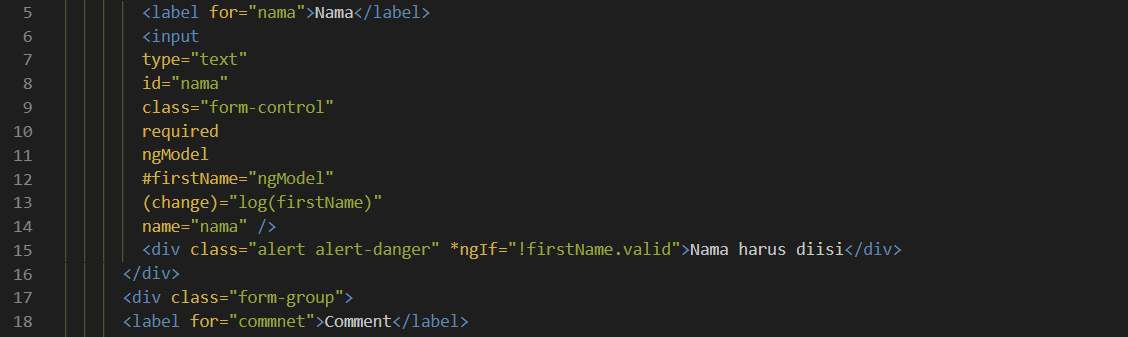 5 <label for="nama">Nama</label>
6 <input
7 type="text"
8 id="nama"
9 class="form-control"
10 required
11 ngModel
12 #firstName="ngModel"
13 (change)="log(firstName)"
14 name="nama" />
15 <div class="alert alert-danger" *ngIf="!firstName.valid">Nama harus diisi</div>
16 </div>
17 <div class="form-group">
18 <label for="commnet">Comment</label>